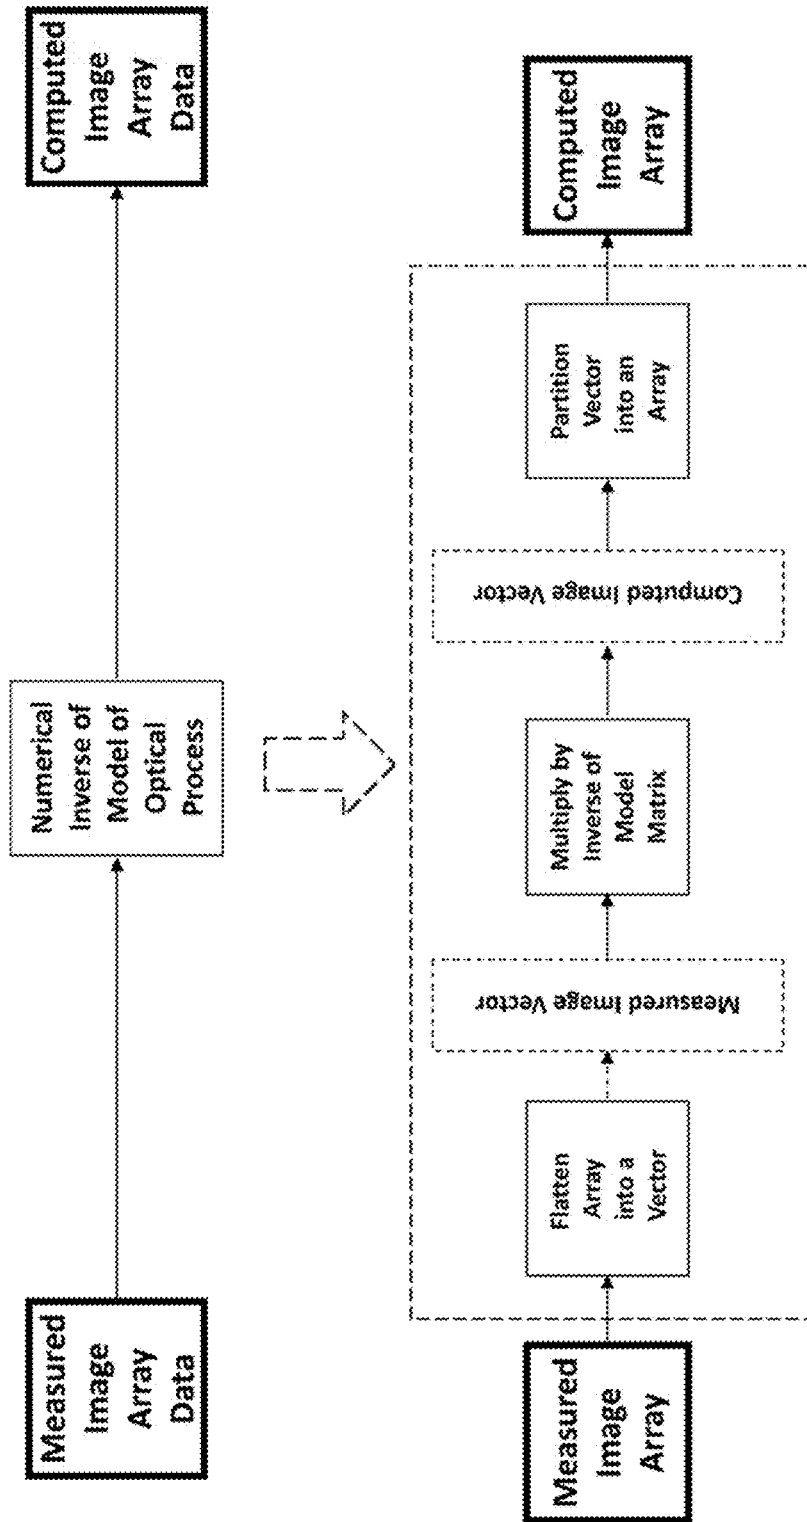 Measured
Image
Array
Data
Numerical
Inverse of
Model of
Optical
Process
Computed
Image
Array
Data
Measured
Image
Array
Flatten
Array
into a
Vector
Measured Image Vector
Multiply by
Inverse of
Model
Matrix
Computed Image Vector
Partition
Vector
into an
Array
Computed
Image
Array